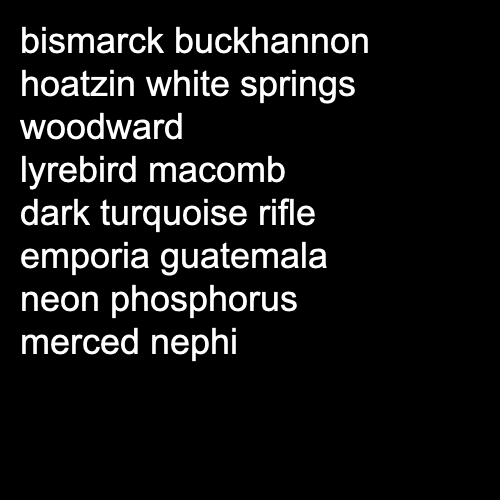 bismarck buckhannon
hoatzin white springs
woodward
lyrebird macomb
dark turquoise rifle
emporia guatemala
neon phosphorus
merced nephi